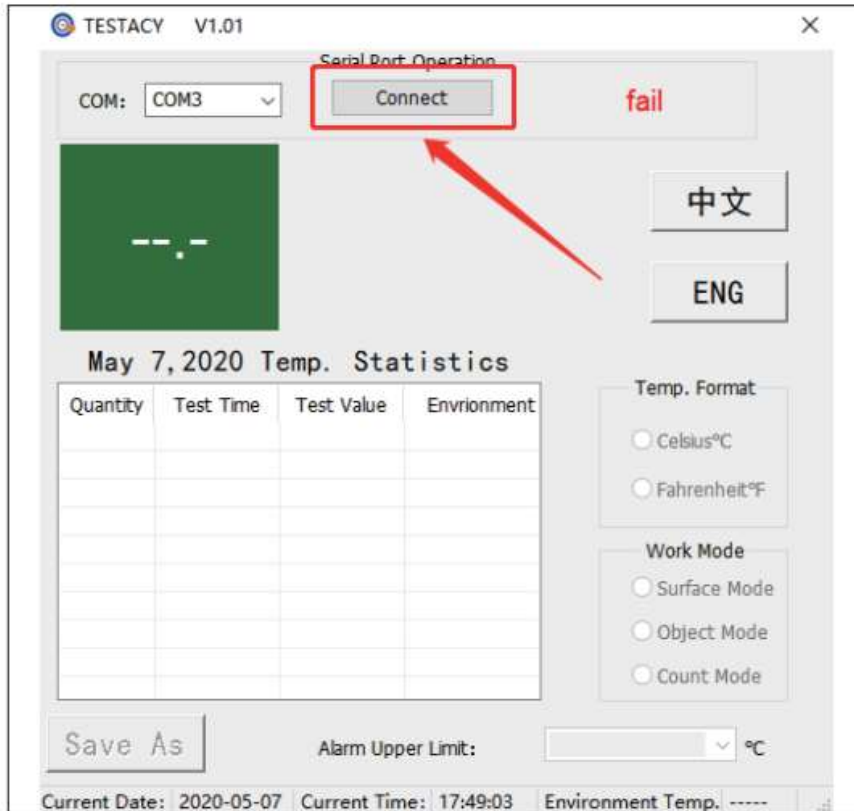 TESTACY V1.01
Serial Port Operation
COM: COM3 Connect fail
--.-
中文
ENG
May 7,2020 Temp. Statistics
Quantity Test Time Test Value Envrionment
Temp. Format
Celsius°C
Fahrenheit°F
Work Mode
Surface Mode
Object Mode
Count Mode
Save As Alarm Upper Limit: °C
Current Date: 2020-05-07 Current Time: 17:49:03 Environment Temp. -----